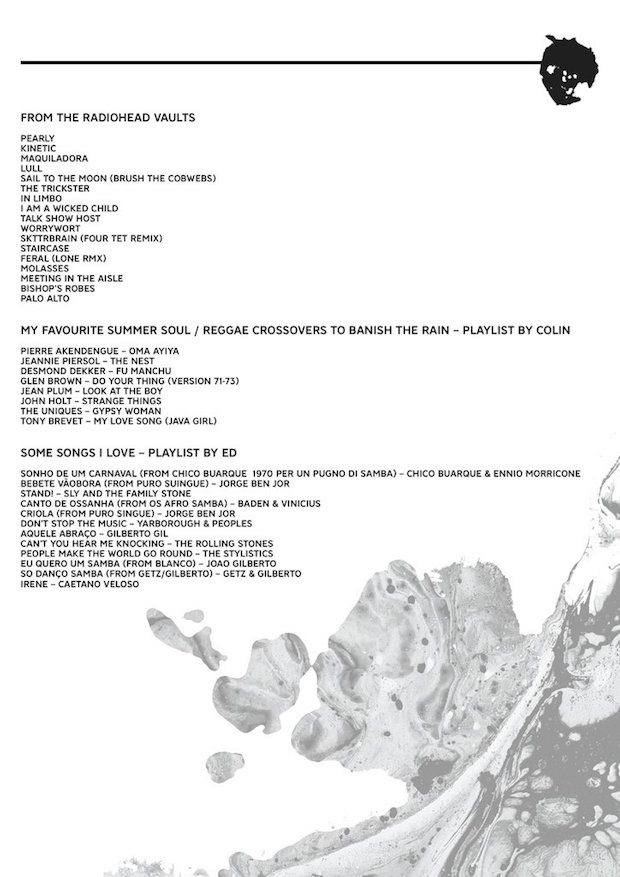 FROM THE RADIOHEAD VAULTS
PEARLY
KINETIC
MAQUILADORA
LULL
SAIL TO THE MOON (BRUSH THE COBWEBS)
THE TRICKSTER
IN LIMBO
I AM A WICKED CHILD
TALK SHOW HOST
WORRYWORT
SKTTRBRAIN (FOUR TET REMIX)
STAIRCASE
FERAL (LONE RMX)
MOLASSES
MEETING IN THE AISLE
BISHOP'S ROBES
PALO ALTO
MY FAVOURITE SUMMER SOUL / REGGAE CROSSOVERS TO BANISH THE RAIN – PLAYLIST BY COLIN
PIERRE AKENDENGUE – OMA AYIYA
JEANNIE PIERSOL – THE NEST
DESMOND DEKKER – FU MANCHU
GLEN BROWN – DO YOUR THING (VERSION 71-73)
JEAN PLUM – LOOK AT THE BOY
JOHN HOLT – STRANGE THINGS
THE UNIQUES – GYPSY WOMAN
TONY BREVET – MY LOVE SONG (JAVA GIRL)
SOME SONGS I LOVE – PLAYLIST BY ED
SONHO DE UM CARNAVAL (FROM CHICO BUARQUE 1970 PER UN PUGNO DI SAMBA) – CHICO BUARQUE & ENNIO MORRICONE
BEBETE VÃOBORA (FROM PURO SUINGUE) – JORGE BEN JOR
STAND! – SLY AND THE FAMILY STONE
CANTO DE OSSANHA (FROM OS AFRO SAMBA) – BADEN & VINICIUS
CRIOLA (FROM PURO SINGUE) – JORGE BEN JOR
DON'T STOP THE MUSIC – YARBOROUGH & PEOPLES
AQUELE ABRAÇO – GILBERTO GIL
CAN'T YOU HEAR ME KNOCKING – THE ROLLING STONES
PEOPLE MAKE THE WORLD GO ROUND – THE STYLISTICS
EU QUERO UM SAMBA (FROM BLANCO) – JOAO GILBERTO
SO DANÇO SAMBA (FROM GETZ/GILBERTO) – GETZ & GILBERTO
IRENE – CAETANO VELOSO